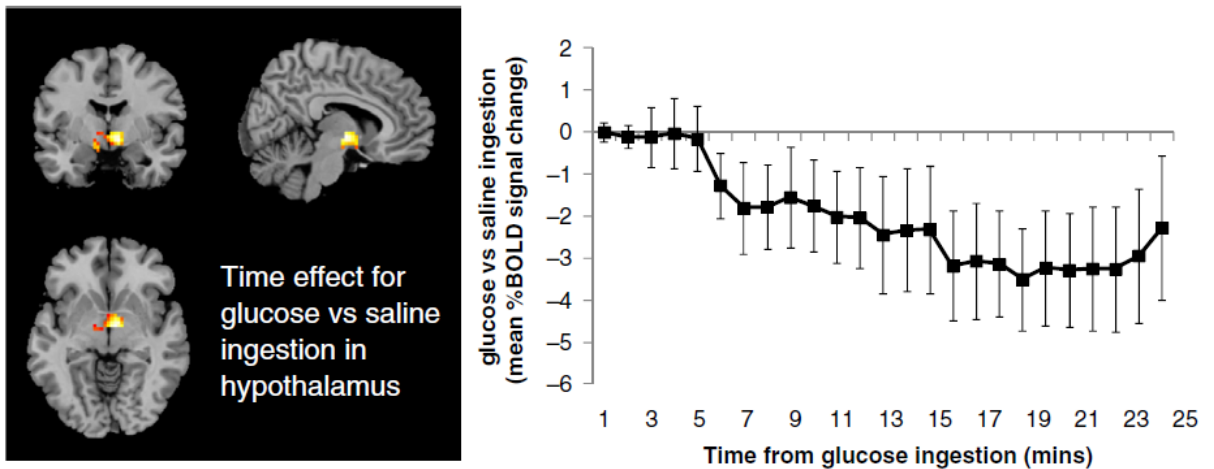 Time effect for
glucose vs saline
ingestion in
hypothalamus
glucose vs saline ingestion
(mean %BOLD signal change)
2
1
0
–1
–2
–3
–4
–5
–6
1 3 5 7 9 11 13 15 17 19 21 23 25
Time from glucose ingestion (mins)